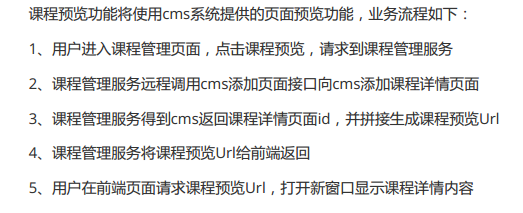 课程预览功能将使用cms系统提供的页面预览功能，业务流程如下：
1、用户进入课程管理页面，点击课程预览，请求到课程管理服务
2、课程管理服务远程调用cms添加页面接口向cms添加课程详情页面
3、课程管理服务得到cms返回课程详情页面id，并拼接生成课程预览Url
4、课程管理服务将课程预览Url给前端返回
5、用户在前端页面请求课程预览Url，打开新窗口显示课程详情内容